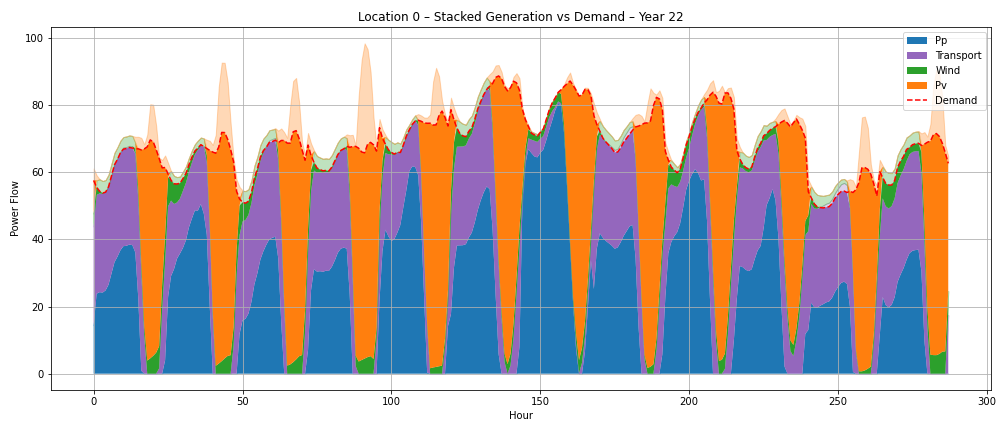 Location 0 – Stacked Generation vs Demand – Year 22
Pp
Transport
Wind
Pv
Demand
Power Flow
100
80
60
40
20
0
0
50
100
150
200
250
300
Hour